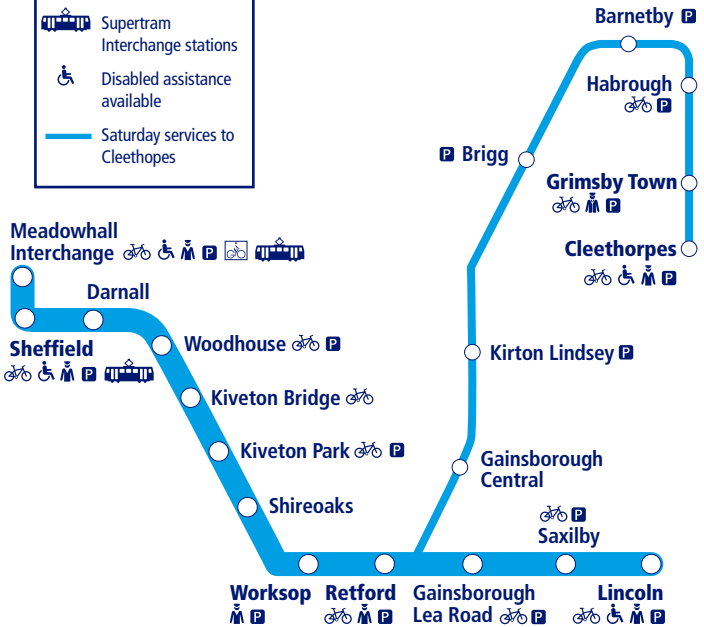 Supertram
Interchange stations
Disabled assistance
available
Saturday services to
Cleethopes
Barnetby P
Habrough
P
P Brigg
Grimsby Town
P
Cleethorpes
P
Meadowhall
Interchange P
Darnall
Sheffield
P
Woodhouse P
Kiveton Bridge
Kiveton Park P
Shireoaks
Kirton Lindsey P
Gainsborough
Central
P
Saxilby
Worksop
P
Retford
P
Gainsborough
Lea Road P
Lincoln
P